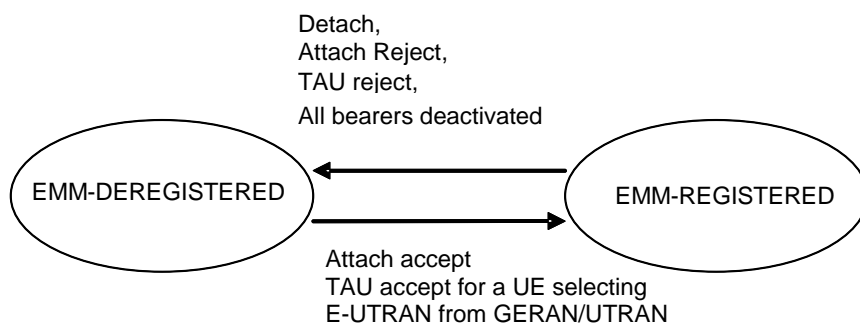 Detach,
Attach Reject,
TAU reject,
All bearers deactivated
EMM-DEREGISTERED
EMM-REGISTERED
Attach accept
TAU accept for a UE selecting
E-UTRAN from GERAN/UTRAN